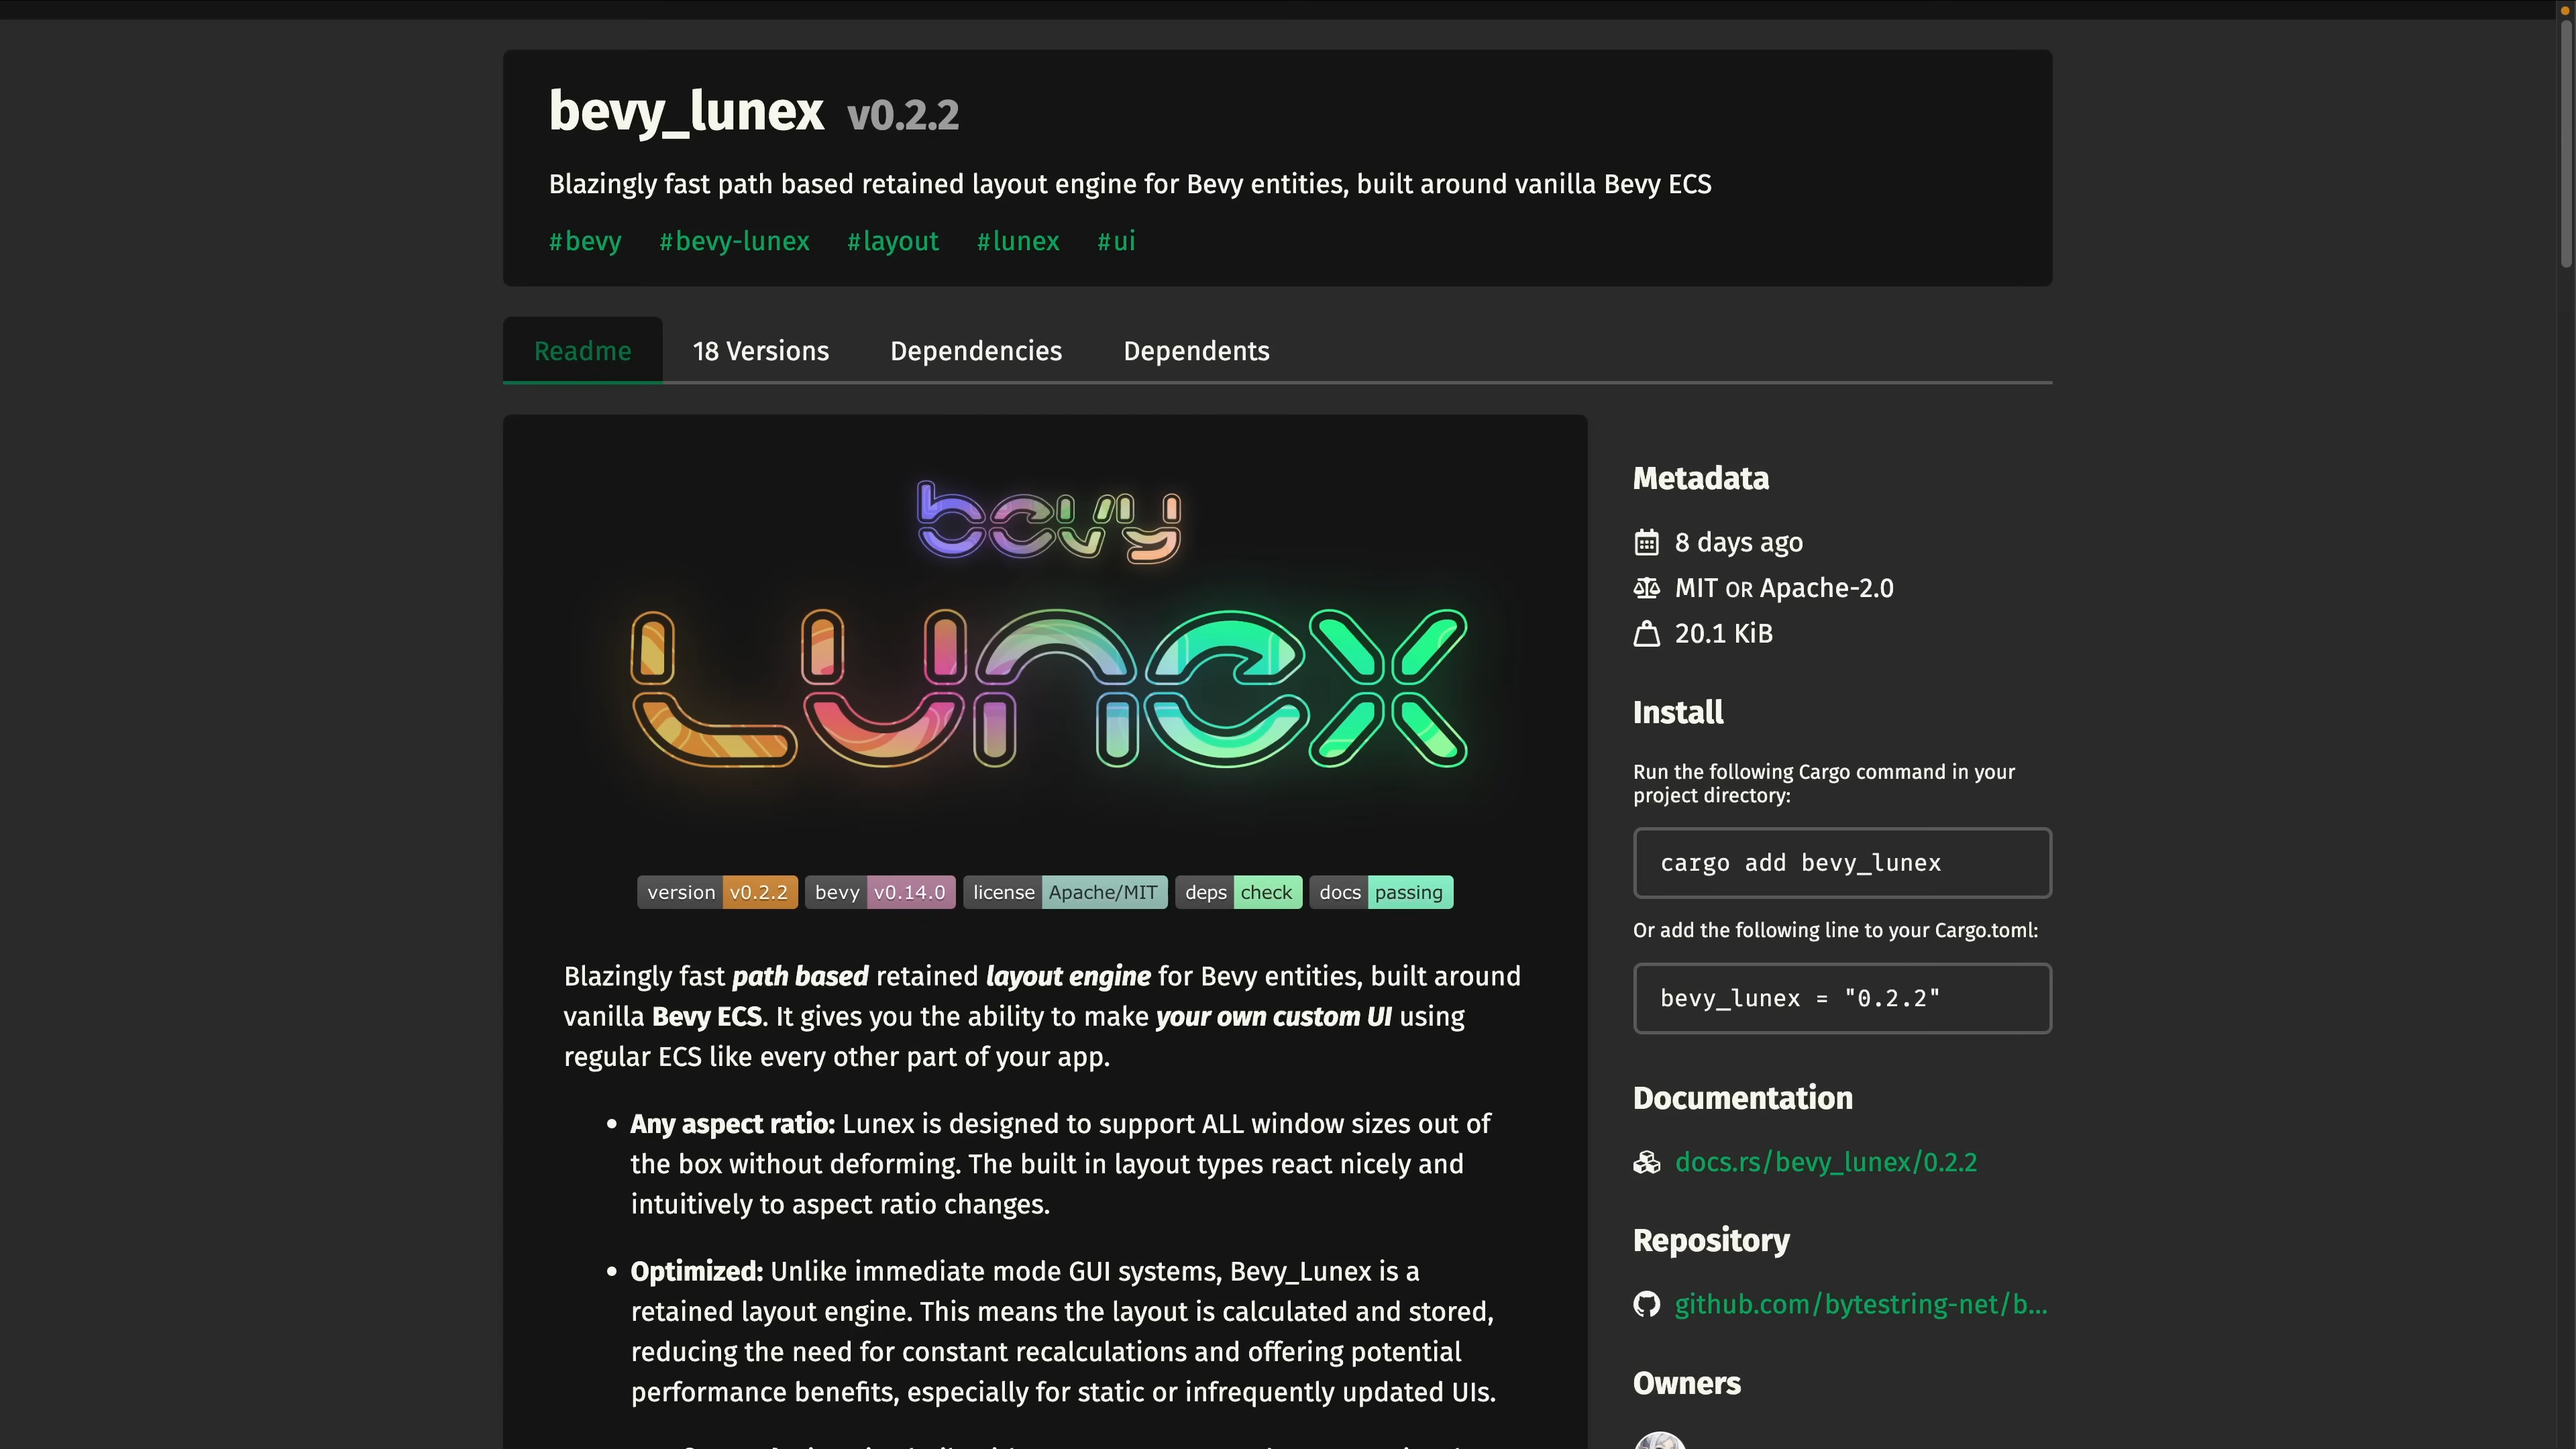 bevy_lunex v0.2.2
Blazingly fast path based retained layout engine for Bevy entities, built around vanilla Bevy ECS
#bevy #bevy-lunex #layout #lunex #ui
Readme 18 Versions Dependencies Dependents
bevy
Lunex
version v0.2.2 bevy v0.14.0 license Apache/MIT deps check docs passing
Blazingly fast path based retained layout engine for Bevy entities, built around
vanilla Bevy ECS. It gives you the ability to make your own custom UI using
regular ECS like every other part of your app.
• Any aspect ratio: Lunex is designed to support ALL window sizes out of
the box without deforming. The built in layout types react nicely and
intuitively to aspect ratio changes.
• Optimized: Unlike immediate mode GUI systems, Bevy_Lunex is a
retained layout engine. This means the layout is calculated and stored,
reducing the need for constant recalculations and offering potential
performance benefits, especially for static or infrequently updated UIs.
Metadata
8 days ago
MIT OR Apache-2.0
20.1 KiB
Install
Run the following Cargo command in your
project directory:
cargo add bevy_lunex
Or add the following line to your Cargo.toml:
bevy_lunex = "0.2.2"
Documentation
docs.rs/bevy_lunex/0.2.2
Repository
github.com/bytestring-net/b...
Owners